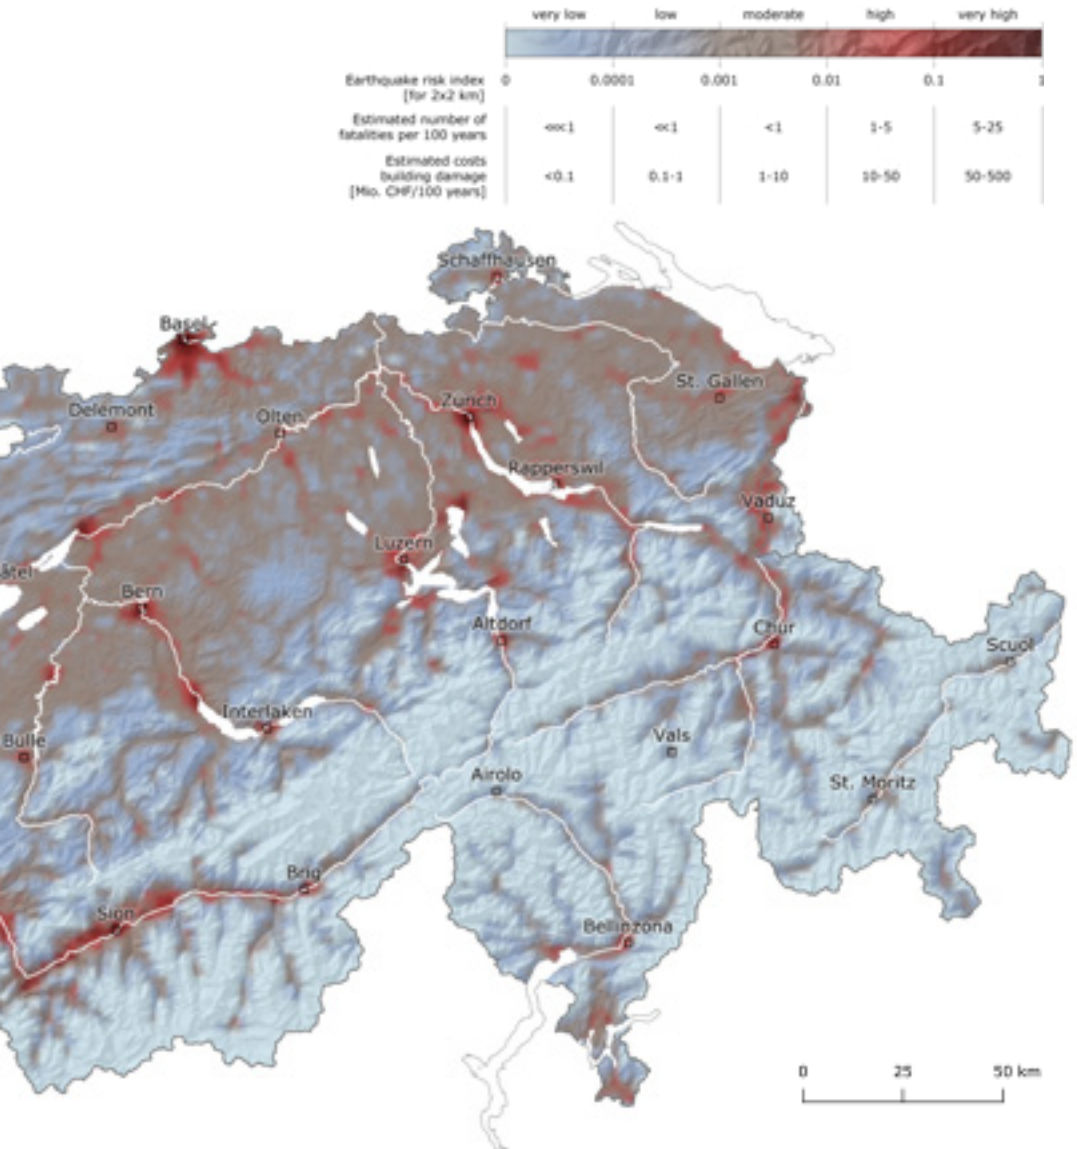 very low low moderate high very high
Earthquake risk index
[for 2x2 km]
0 0.0001 0.001 0.01 0.1 1
Estimated number of
fatalities per 100 years
<<<1 <<1 <1 1-5 5-25
Estimated costs
building damage
[Mio. CHF/100 years]
<0.1 0.1-1 1-10 10-50 50-500
Schaffhausen
Basel
St. Gallen
Delémont
Zürich
Olten
Rapperswil
Vaduz
Luzern
âtel
Bern
Altdorf
Chur
Scuol
Interlaken
Bulle
Vals
Airolo
St. Moritz
Brig
Sion
Bellinzona
0 25 50 km